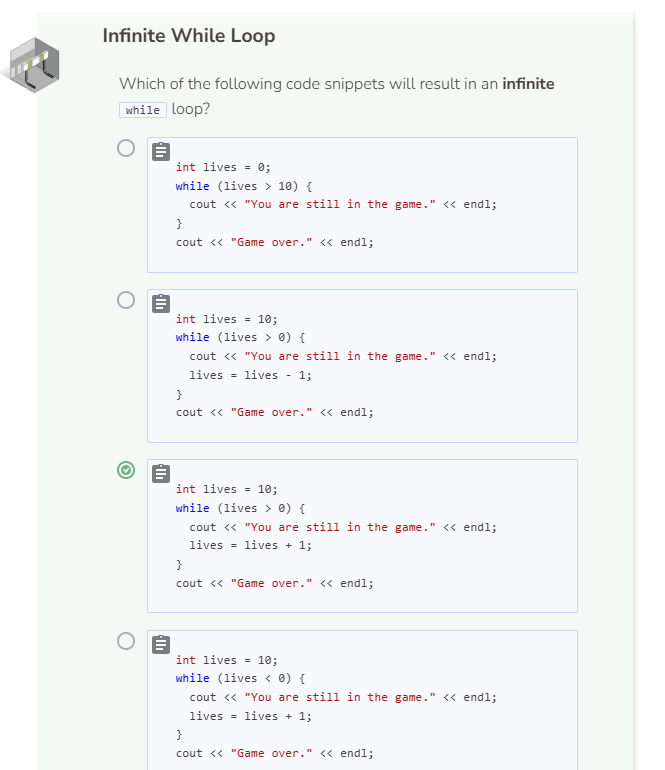 Infinite While Loop
Which of the following code snippets will result in an infinite
while loop?
int lives = 0;
while (lives > 10) {
  cout << "You are still in the game." << endl;
}
cout << "Game over." << endl;
int lives = 10;
while (lives > 0) {
  cout << "You are still in the game." << endl;
  lives = lives - 1;
}
cout << "Game over." << endl;
int lives = 10;
while (lives > 0) {
  cout << "You are still in the game." << endl;
  lives = lives + 1;
}
cout << "Game over." << endl;
int lives = 10;
while (lives < 0) {
  cout << "You are still in the game." << endl;
  lives = lives + 1;
}
cout << "Game over." << endl;